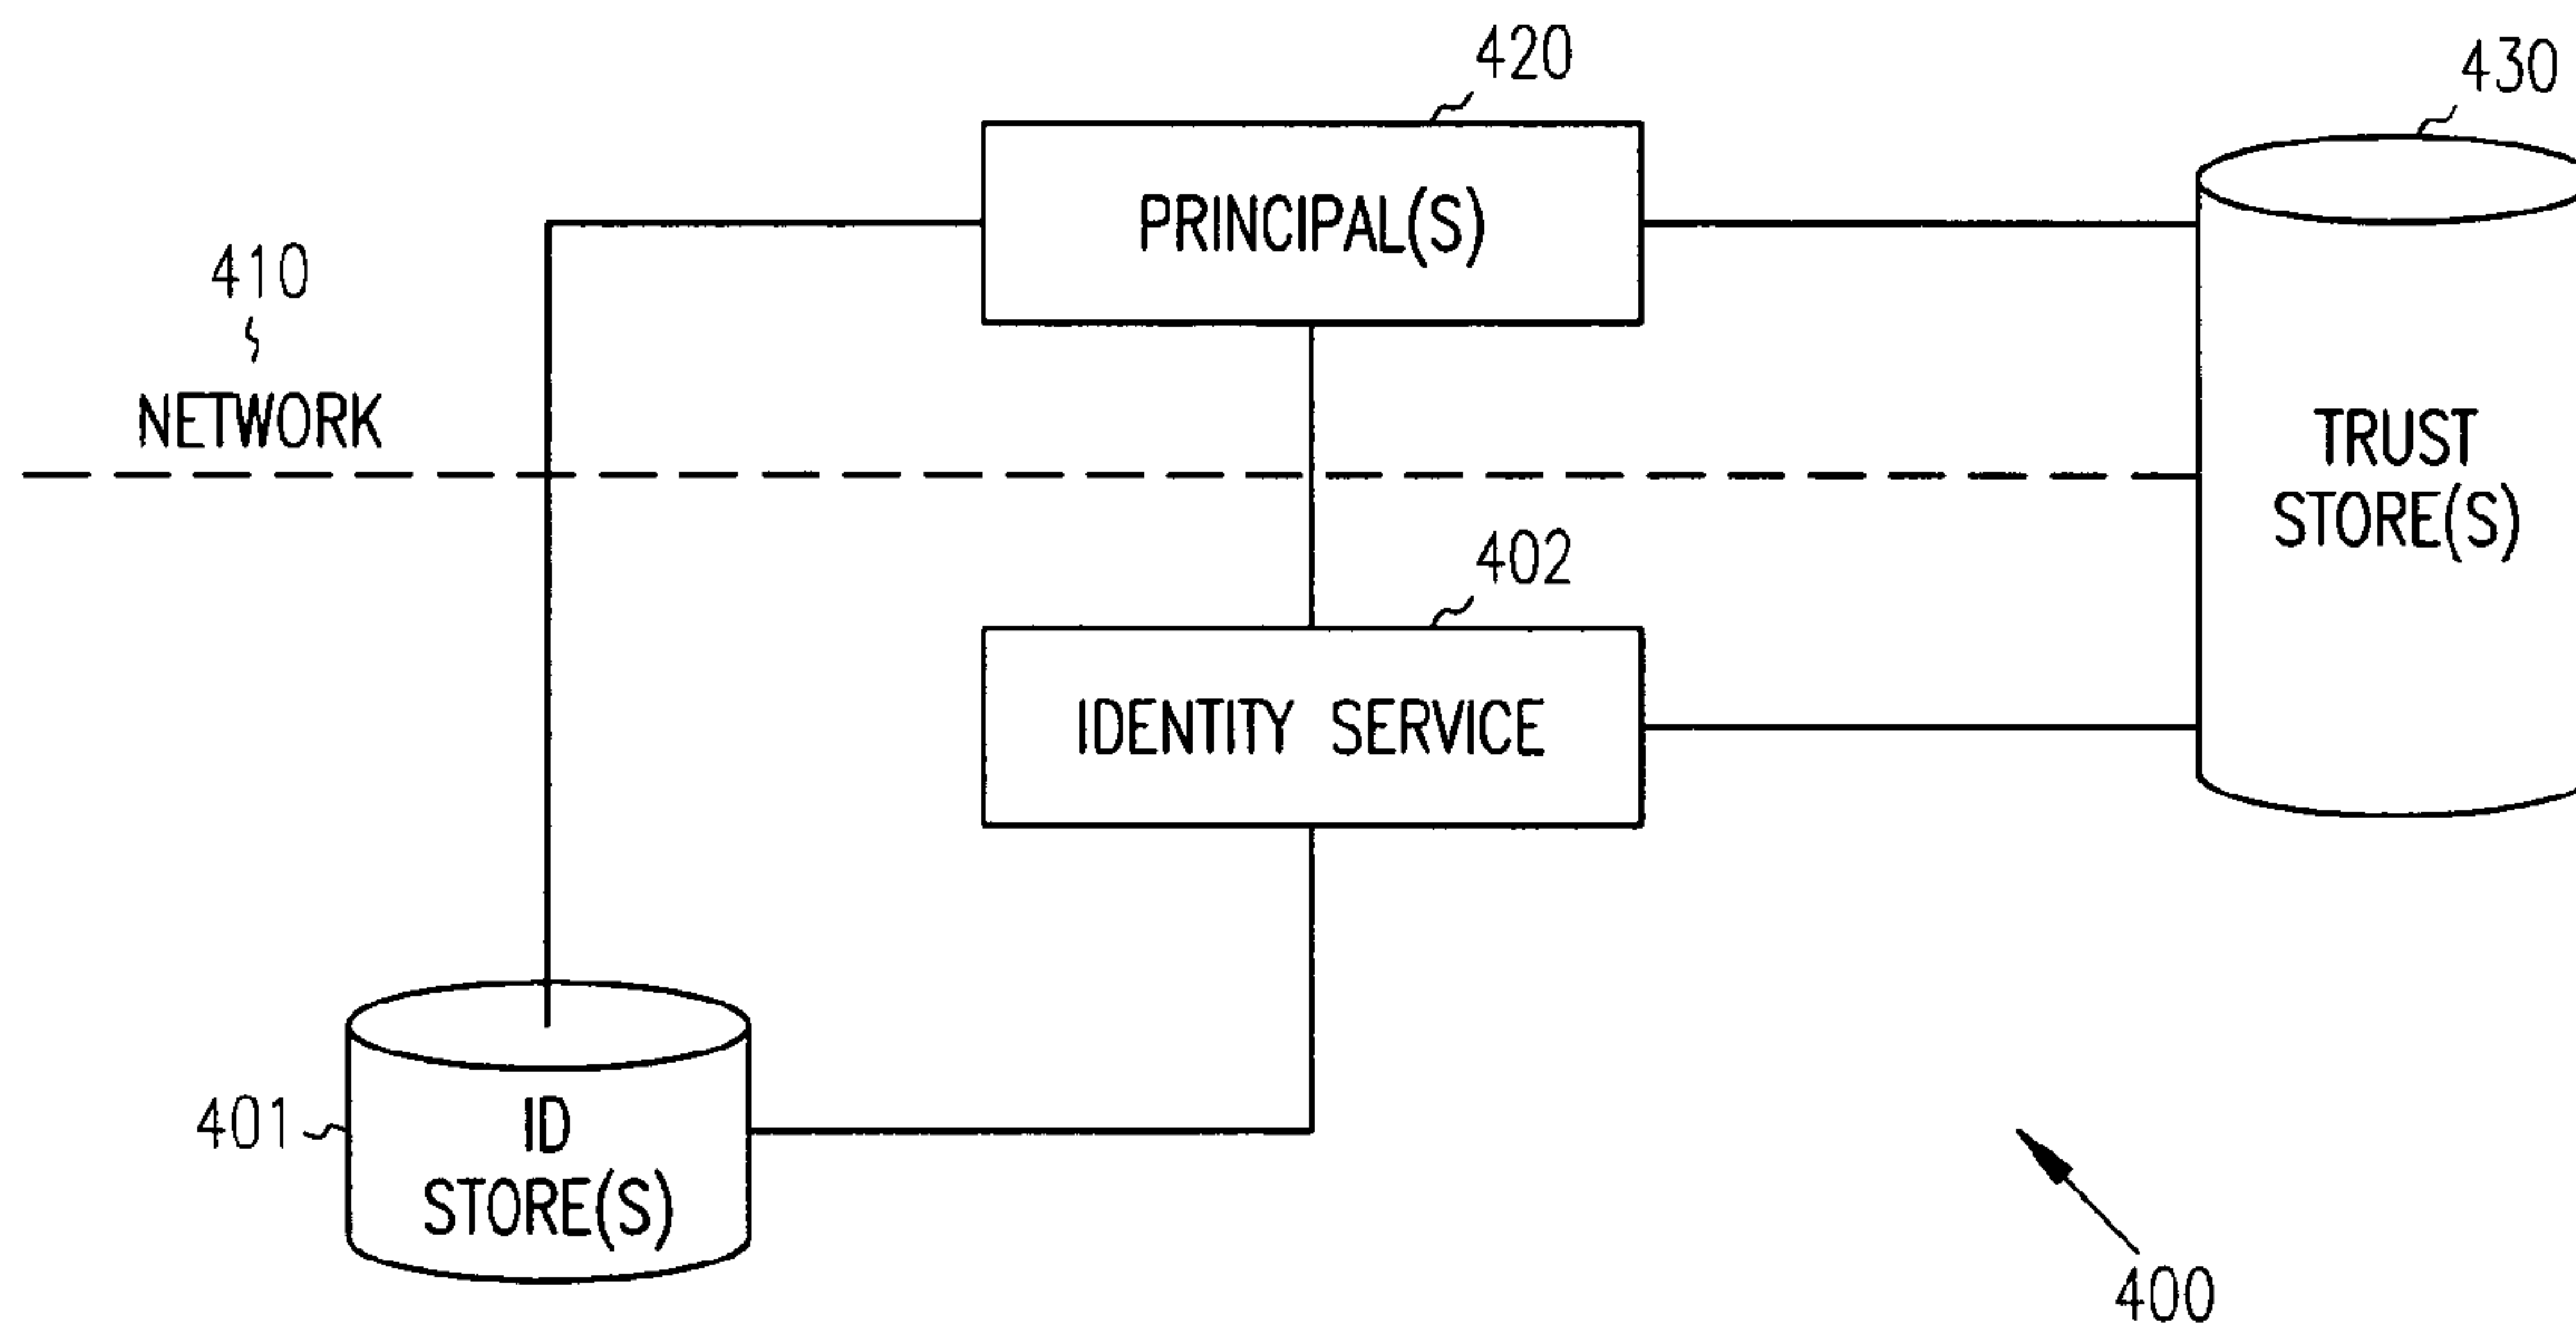 420
430
PRINCIPAL(S)
410
NETWORK
TRUST
STORE(S)
402
IDENTITY SERVICE
401
ID
STORE(S)
400